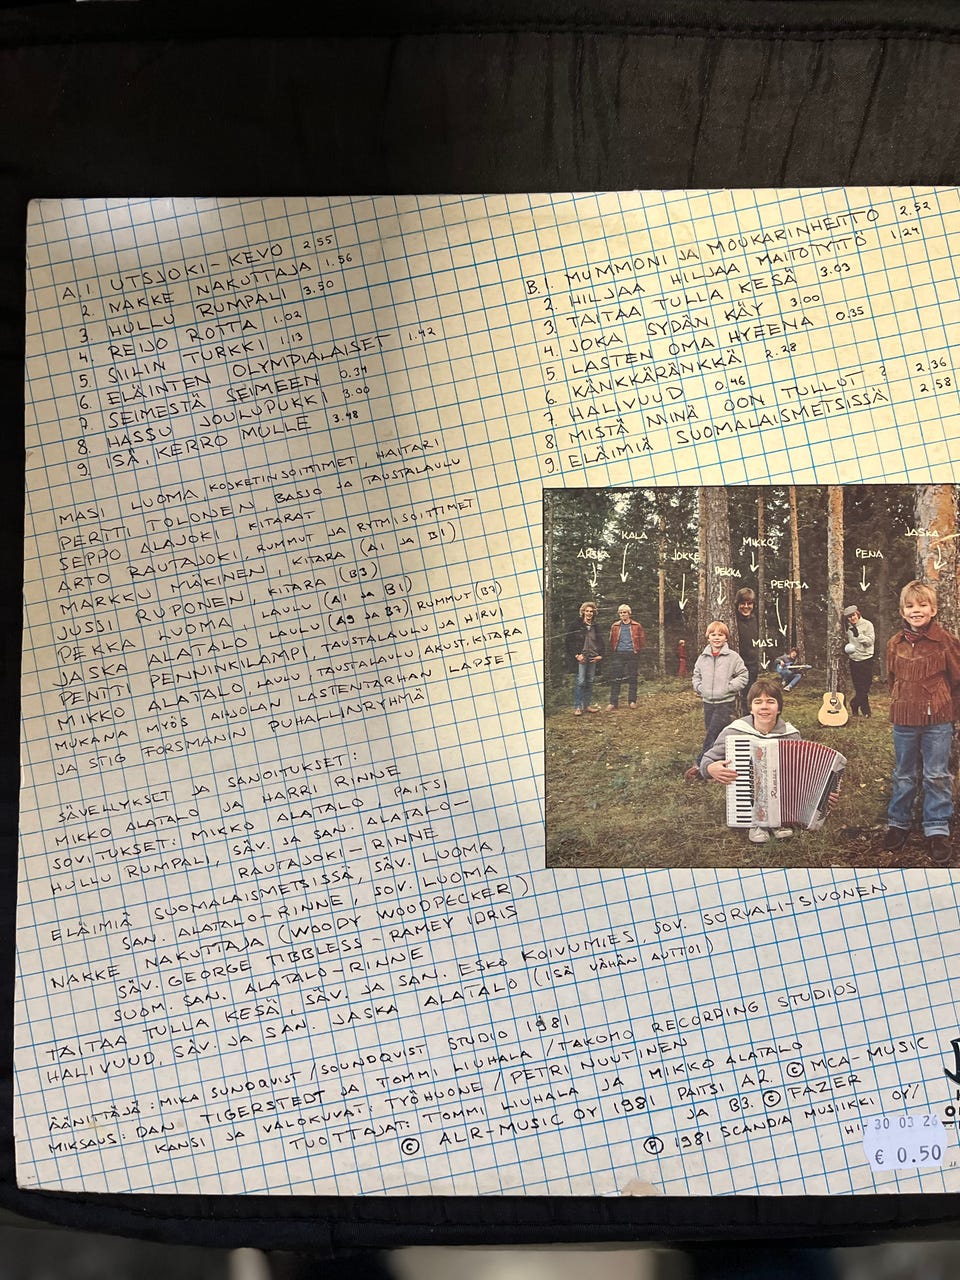 A.1. UTSJOKI-KEVO 2.55
2. NAKKE NAKUTTAJA 1.56
3. HULLU RUMPALI 3.50
4. REIJO ROTTA 1.02
5. SIILIN TURKKI 1.13
6. ELÄINTEN OLYMPIALAISET 1.42
7. SEIMESTÄ SEIMEEN 0.34
8. HASSU JOULUPUKKI 3.00
9. ISÄ, KERRO MULLE 3.48
B.1. MUMMONI JA MOUKARINHEITTO 2.52
2. HILJAA HILJAA MAITOTYTTÖ 1.24
3. TAITAA TULLA KESÄ 3.03
4. JOKA SYDÄN KÄY 3.00
5. LASTEN OMA HYEENA 0.35
6. KÄNKKÄRÄNKKÄ 2.28
7. HALIVUUD 0.46
8. MISTÄ MINÄ OON TULLUT? 2.36
9. ELÄIMIÄ SUOMALAISMETSISSÄ 2.58
MASI LUOMA, KOSKETINSOITTIMET, HAITARI
PERTTI TOLONEN, BASSO JA TAUSTALAULU
SEPPO ALAJOKI KITARAT
ARTO RAUTAJOKI, RUMMUT JA RYTMISOITTIMET
MARKKU MÄKINEN, KITARA (A1 JA B1)
JUSSI RUPONEN, KITARA (B3)
PEKKA LUOMA LAULU (A1 JA B1)
JASKA ALATALO LAULU (A9 JA B7) RUMMUT (B7)
PENTTI PENNINKILAMPI, TAUSTALAULU JA HIRVI
MIKKO ALATALO, LAULU, TAUSTALAULU, AKUST. KITARA
MUKANA MYÖS AHJOLAN LASTENTARHAN LAPSET
JA STIG FORSMANIN PUHALLINRYHMÄ
ARSKA
KALA
JOKKE
PEKKA
MIKKO
PERTSA
MASI
PENA
JASKA
Ramses
SÄVELLYKSET JA SANOITUKSET:
MIKKO ALATALO JA HARRI RINNE
SOVITUKSET: MIKKO ALATALO, PAITSI
HULLU RUMPALI, SÄV. JA SAN. ALATALO-
RAUTAJOKI-RINNE
ELÄIMIÄ SUOMALAISMETSISSÄ, SÄV. LUOMA,
SAN. ALATALO-RINNE, SOV. LUOMA
NAKKE NAKUTTAJA (WOODY WOODPECKER)
SÄV. GEORGE TIBBLESS-RAMEY IDRIS
SUOM. SAN. ALATALO-RINNE
TAITAA TULLA KESÄ, SÄV. JA SAN. ESKO KOIVUMIES, SOV. SORVALI-SIVONEN
HALIVUUD, SÄV. JA SAN. JASKA ALATALO (ISÄ VÄHÄN AUTTOI)
ÄÄNITTÄJÄ: MIKA SUNDQVIST/SOUNDQVIST STUDIO 1981
MIKSAUS: DAN TIGERSTEDT JA TOMMI LIUHALA/TAKOMO RECORDING STUDIOS
KANSI JA VALOKUVAT: TYÖHUONE/PETRI NUUTINEN
TUOTTAJAT: TOMMI LIUHALA JA MIKKO ALATALO
© ALR-MUSIC OY 1981 PAITSI A2. © MCA-MUSIC
JA B3. © FAZER
Ⓟ 1981 SCANDIA MUSIIKKI OY/
HI-
30 03 26
€ 0.50